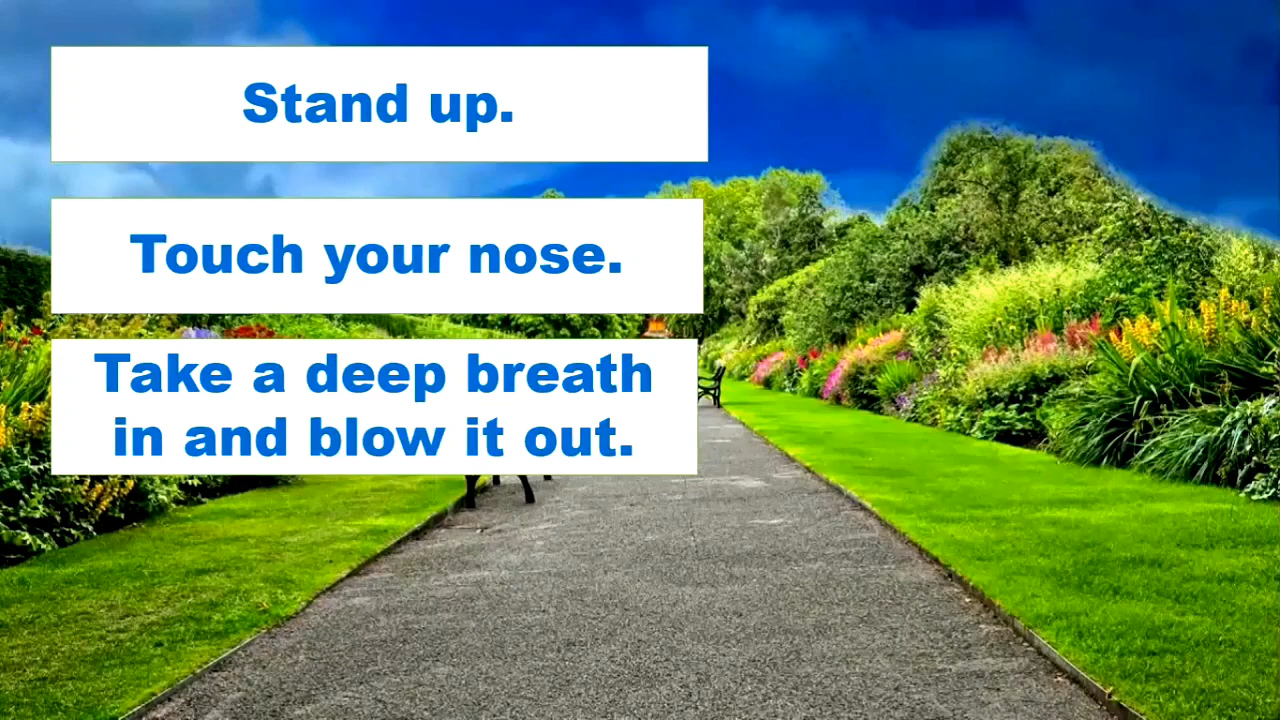 Stand up.
Touch your nose.
Take a deep breath
in and blow it out.